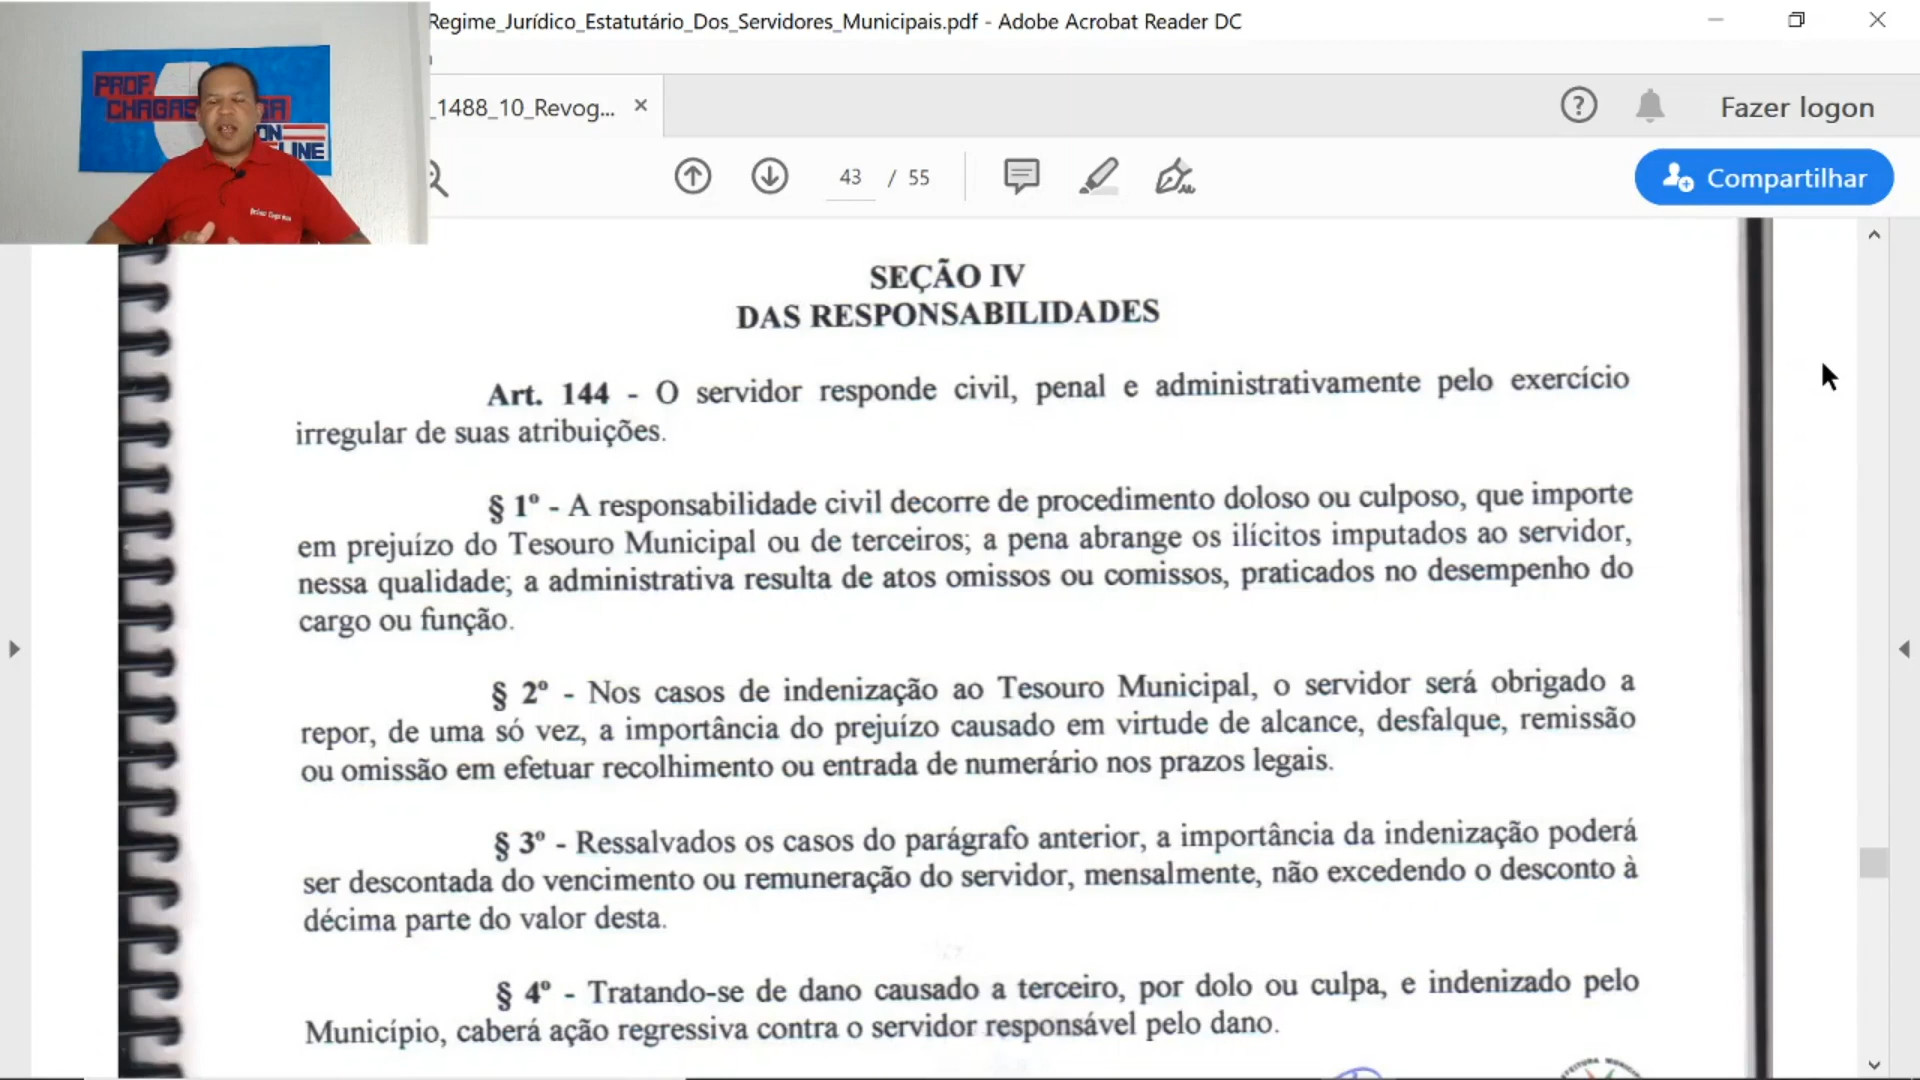 Regime_Jurídico_Estatutário_Dos_Servidores_Municipais.pdf - Adobe Acrobat Reader DC
_1488_10_Revog...
Fazer logon
43 / 55
Compartilhar
PROF.
ON
LINE
SEÇÃO IV
DAS RESPONSABILIDADES
Art. 144 - O servidor responde civil, penal e administrativamente pelo exercício
irregular de suas atribuições.
§ 1º - A responsabilidade civil decorre de procedimento doloso ou culposo, que importe
em prejuízo do Tesouro Municipal ou de terceiros; a pena abrange os ilícitos imputados ao servidor,
nessa qualidade; a administrativa resulta de atos omissos ou comissos, praticados no desempenho do
cargo ou função.
§ 2º - Nos casos de indenização ao Tesouro Municipal, o servidor será obrigado a
repor, de uma só vez, a importância do prejuízo causado em virtude de alcance, desfalque, remissão
ou omissão em efetuar recolhimento ou entrada de numerário nos prazos legais.
§ 3º - Ressalvados os casos do parágrafo anterior, a importância da indenização poderá
ser descontada do vencimento ou remuneração do servidor, mensalmente, não excedendo o desconto à
décima parte do valor desta.
§ 4º - Tratando-se de dano causado a terceiro, por dolo ou culpa, e indenizado pelo
Município, caberá ação regressiva contra o servidor responsável pelo dano.